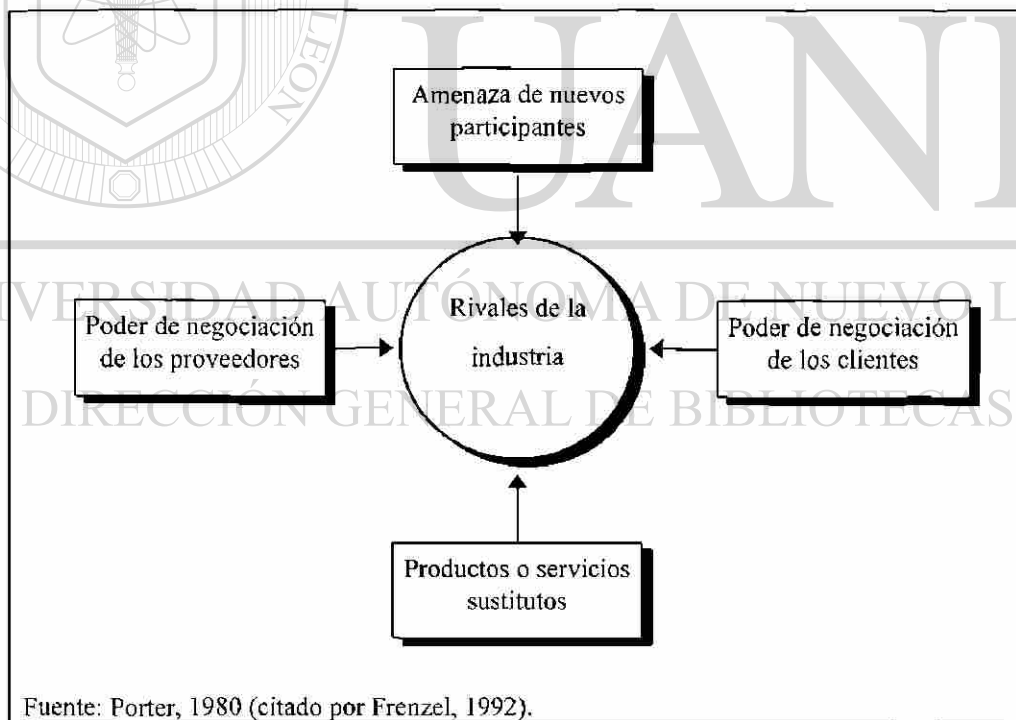 LEON
UANL
Amenaza de nuevos
participantes
UNIVERSIDAD AUTÓNOMA DE NUEVO L
Poder de negociación
de los proveedores
Rivales de la
industria
Poder de negociación
de los clientes
DIRECCIÓN GENERAL DE BIBLIOTECAS
Productos o servicios
sustitutos
Fuente: Porter, 1980 (citado por Frenzel, 1992).